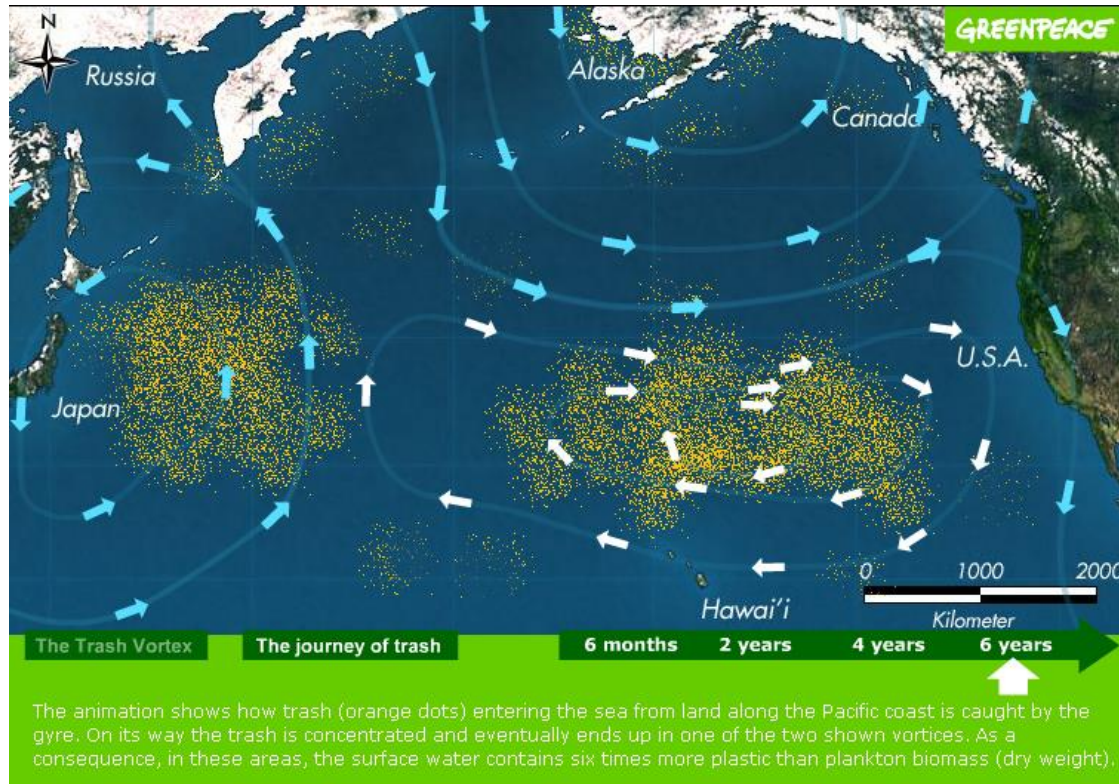 N
GREENPEACE
Russia
Alaska
Canada
U.S.A.
Japan
0 1000 2000
Hawai'i
Kilometer
The Trash Vortex
The journey of trash
6 months 2 years 4 years 6 years
The animation shows how trash (orange dots) entering the sea from land along the Pacific coast is caught by the
gyre. On its way the trash is concentrated and eventually ends up in one of the two shown vortices. As a
consequence, in these areas, the surface water contains six times more plastic than plankton biomass (dry weight).